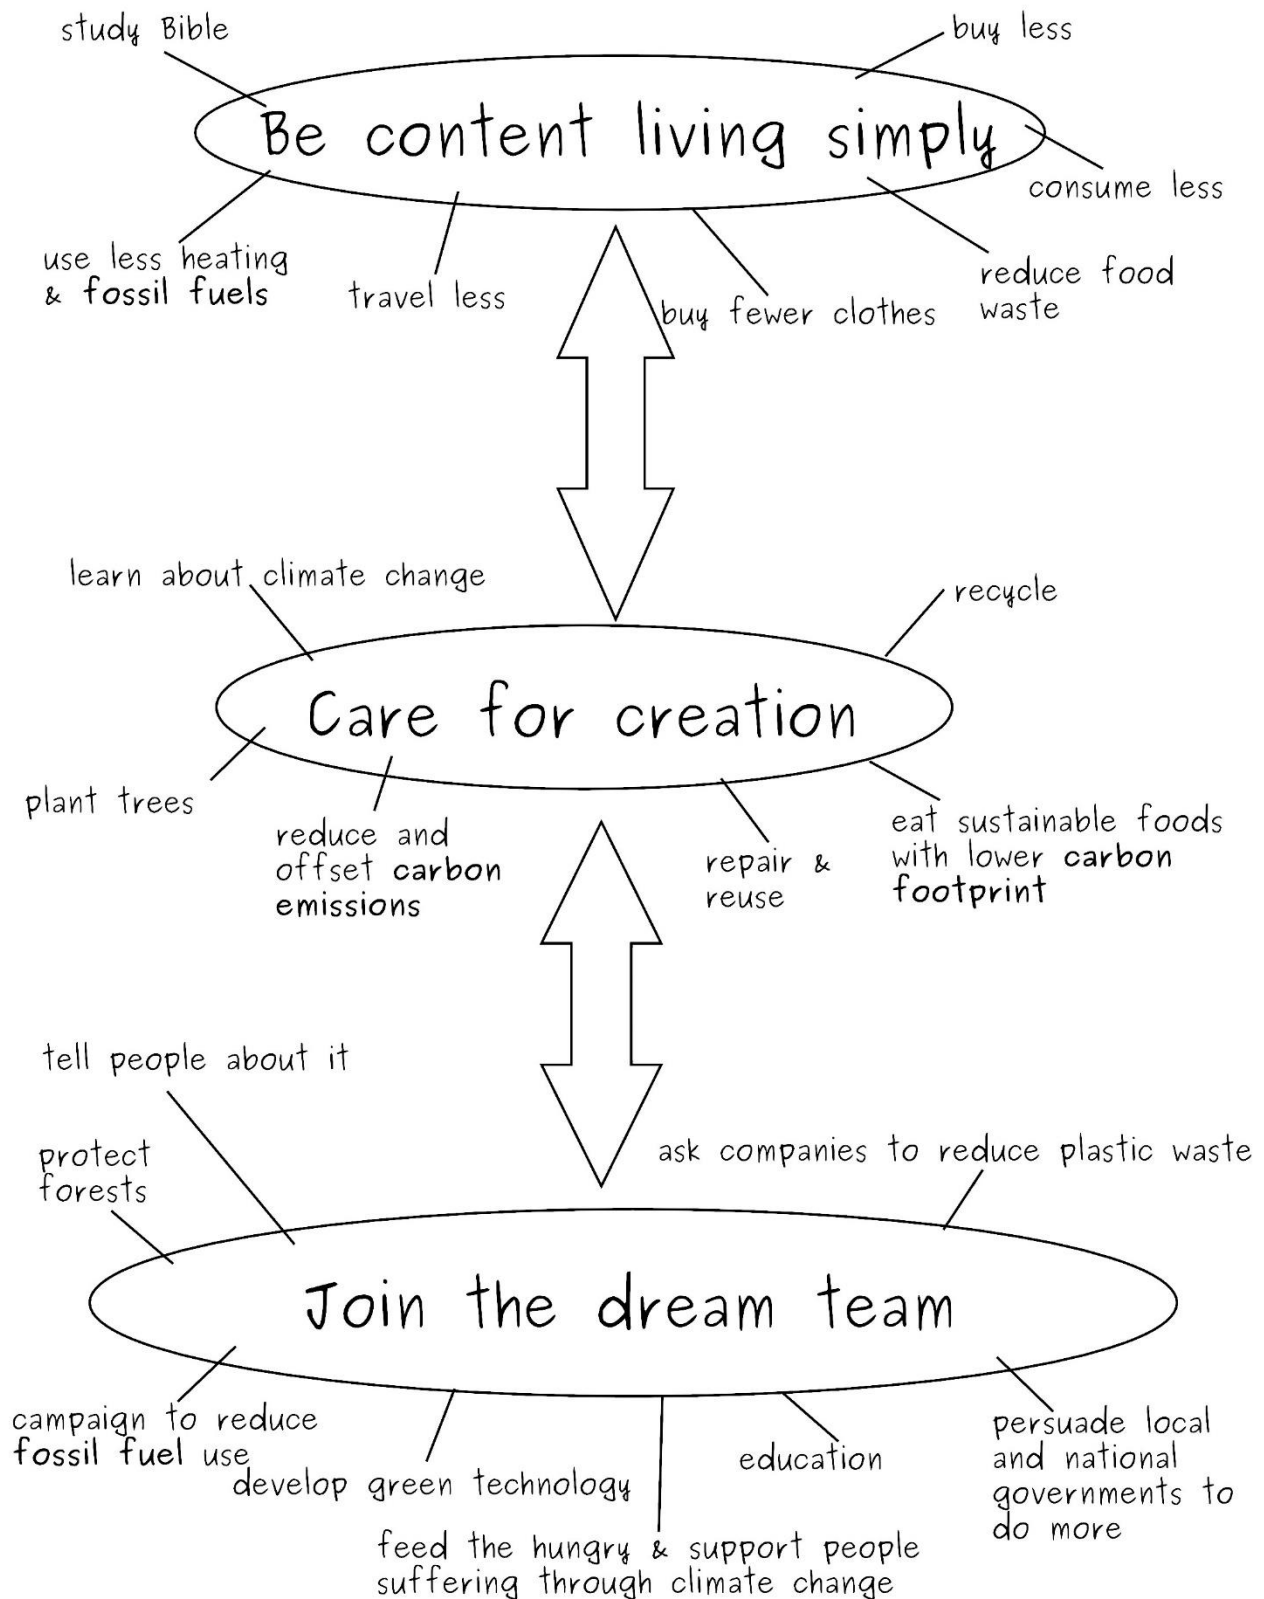 study Bible
buy less
Be content living simply
consume less
use less heating
& fossil fuels
travel less
buy fewer clothes
reduce food
waste
learn about climate change
recycle
Care for creation
plant trees
reduce and
offset carbon
emissions
repair &
reuse
eat sustainable foods
with lower carbon
footprint
tell people about it
protect
forests
ask companies to reduce plastic waste
Join the dream team
campaign to reduce
fossil fuel use
develop green technology
feed the hungry & support people
suffering through climate change
education
persuade local
and national
governments to
do more